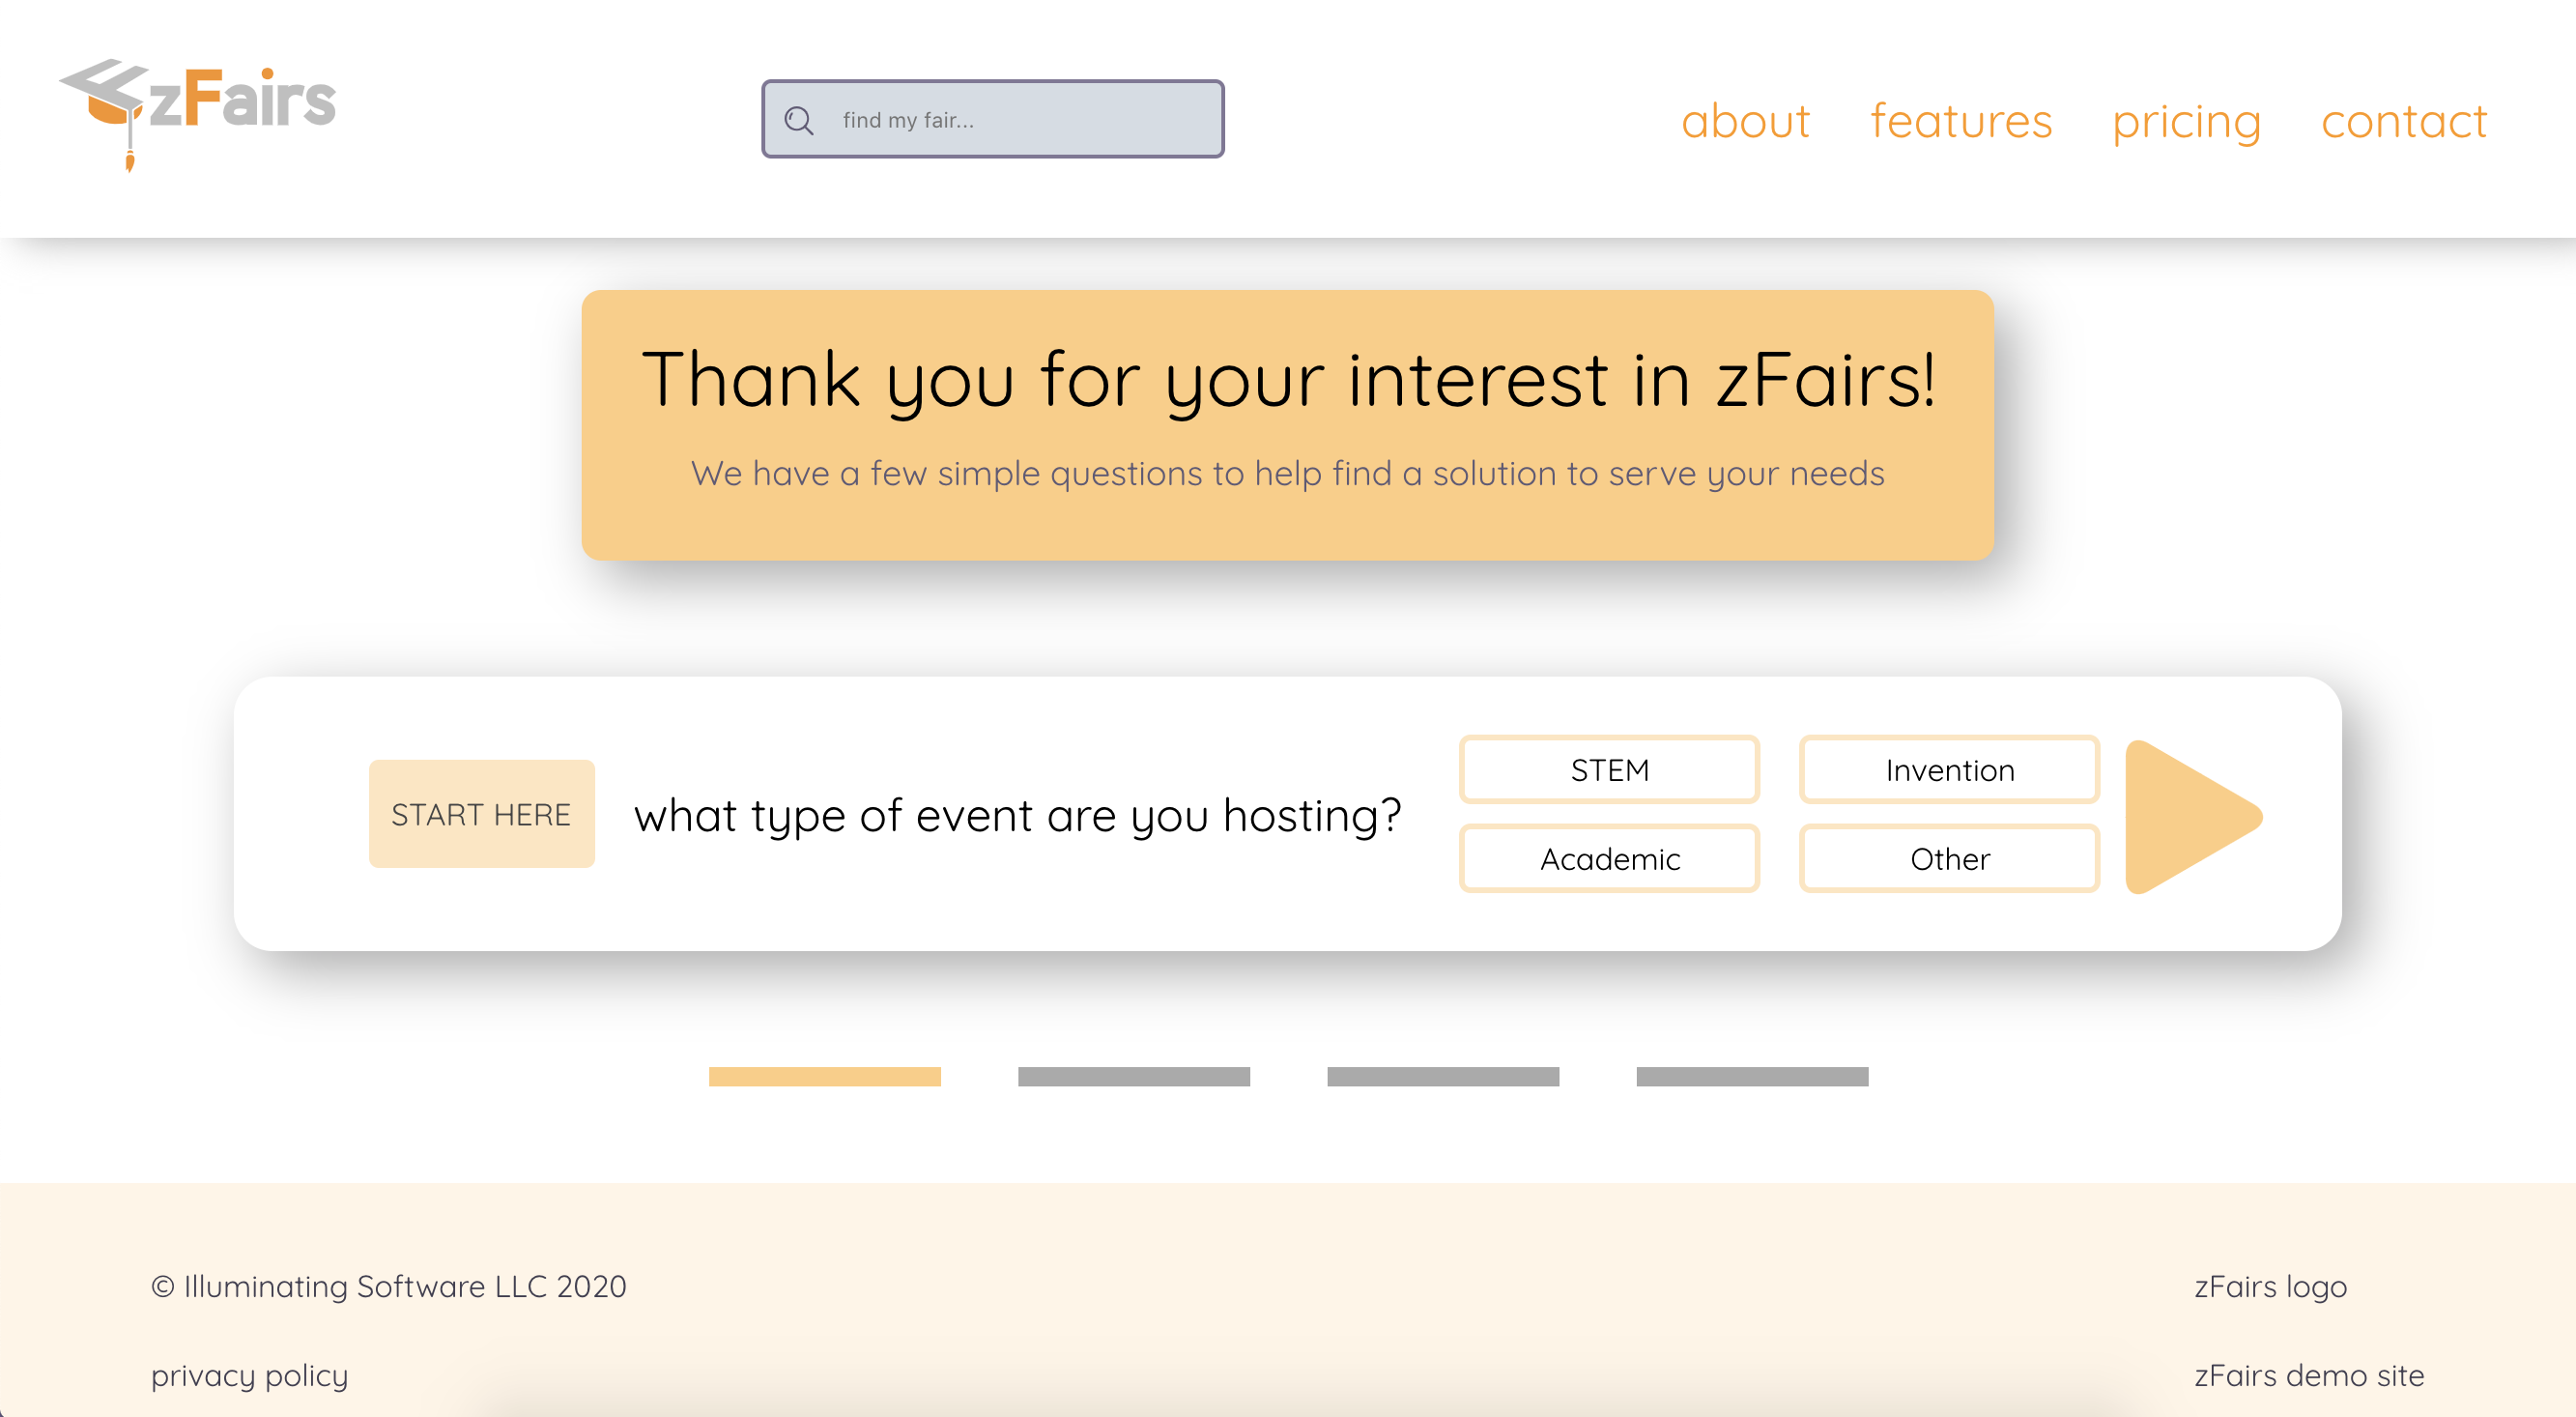 zFairs
find my fair...
about features pricing contact
Thank you for your interest in zFairs!
We have a few simple questions to help find a solution to serve your needs
START HERE
what type of event are you hosting?
STEM Invention
Academic Other
© Illuminating Software LLC 2020
zFairs logo
privacy policy
zFairs demo site